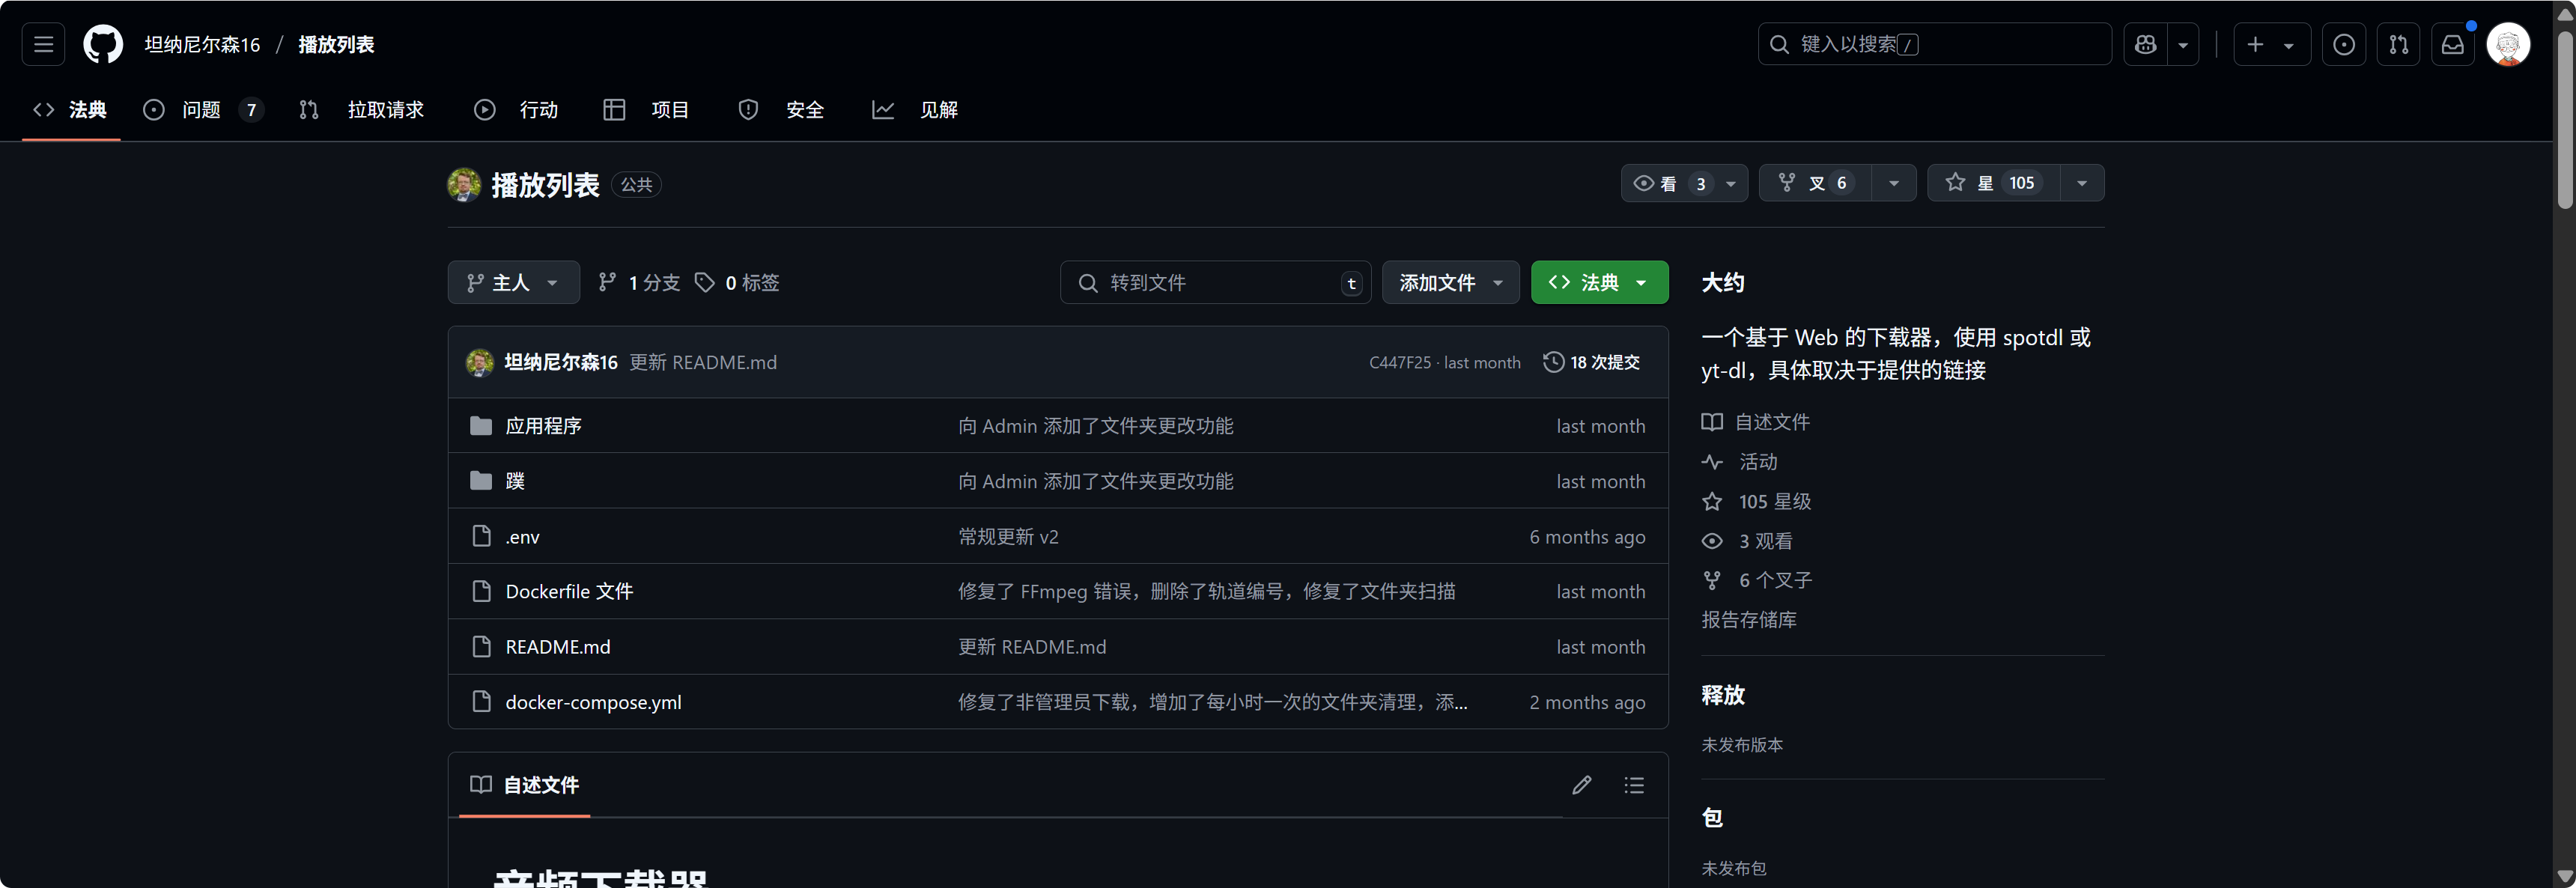 坦纳尼尔森16 / 播放列表
键入以搜索 /
法典 问题 7 拉取请求 行动 项目 安全 见解
播放列表 公共
看 3 叉 6 星 105
主人 1 分支 0 标签
转到文件 t
添加文件 法典
坦纳尼尔森16 更新 README.md C447F25 · last month 18 次提交
应用程序 向 Admin 添加了文件夹更改功能 last month
蹼 向 Admin 添加了文件夹更改功能 last month
.env 常规更新 v2 6 months ago
Dockerfile 文件 修复了 FFmpeg 错误，删除了轨道编号，修复了文件夹扫描 last month
README.md 更新 README.md last month
docker-compose.yml 修复了非管理员下载，增加了每小时一次的文件夹清理，添... 2 months ago
自述文件
音频下载器
大约
一个基于 Web 的下载器，使用 spotdl 或
yt-dl，具体取决于提供的链接
自述文件
活动
105 星级
3 观看
6 个叉子
报告存储库
释放
未发布版本
包
未发布包